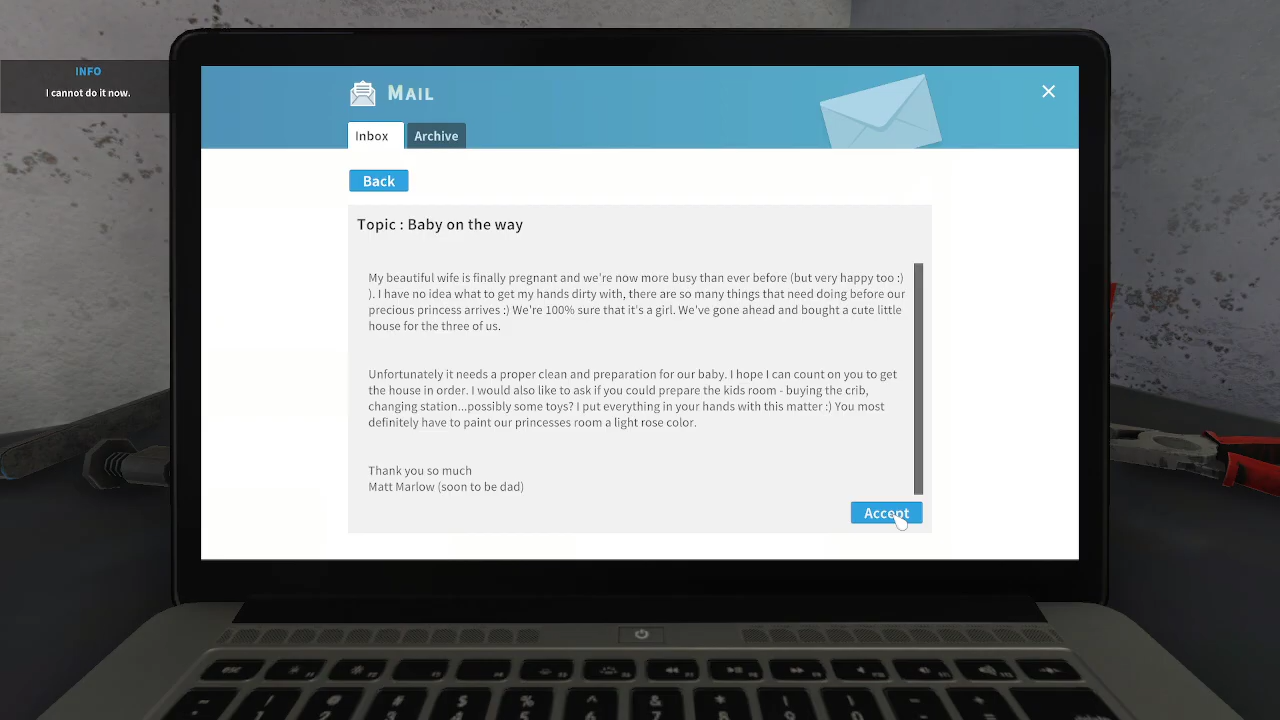 INFO
I cannot do it now.
MAIL
Inbox
Archive
Back
Topic : Baby on the way
My beautiful wife is finally pregnant and we're now more busy than ever before (but very happy too :)
). I have no idea what to get my hands dirty with, there are so many things that need doing before our
precious princess arrives :) We're 100% sure that it's a girl. We've gone ahead and bought a cute little
house for the three of us.
Unfortunately it needs a proper clean and preparation for our baby. I hope I can count on you to get
the house in order. I would also like to ask if you could prepare the kids room - buying the crib,
changing station...possibly some toys? I put everything in your hands with this matter :) You most
definitely have to paint our princesses room a light rose color.
Thank you so much
Matt Marlow (soon to be dad)
Accept
esc